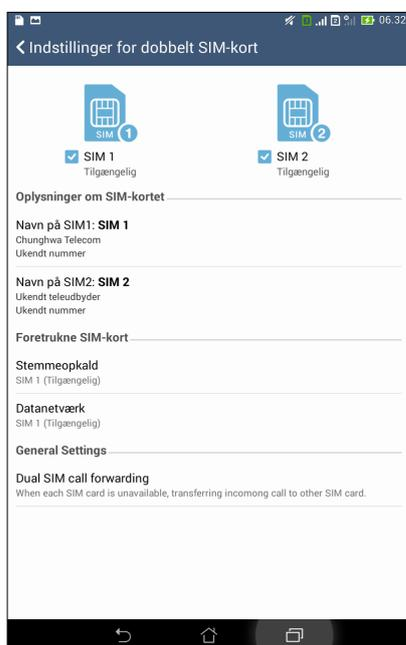 06.32
Indstillinger for dobbelt SIM-kort
SIM 1
SIM 2
SIM 1
SIM 2
Tilgængelig
Tilgængelig
Oplysninger om SIM-kortet
Navn på SIM1: SIM 1
Chunghwa Telecom
Ukendt nummer
Navn på SIM2: SIM 2
Ukendt teleudbyder
Ukendt nummer
Foretrukne SIM-kort
Stemmeopkald
SIM 1 (Tilgængelig)
Datanetværk
SIM 1 (Tilgængelig)
General Settings
Dual SIM call forwarding
When each SIM card is unavailable, transferring incomong call to other SIM card.